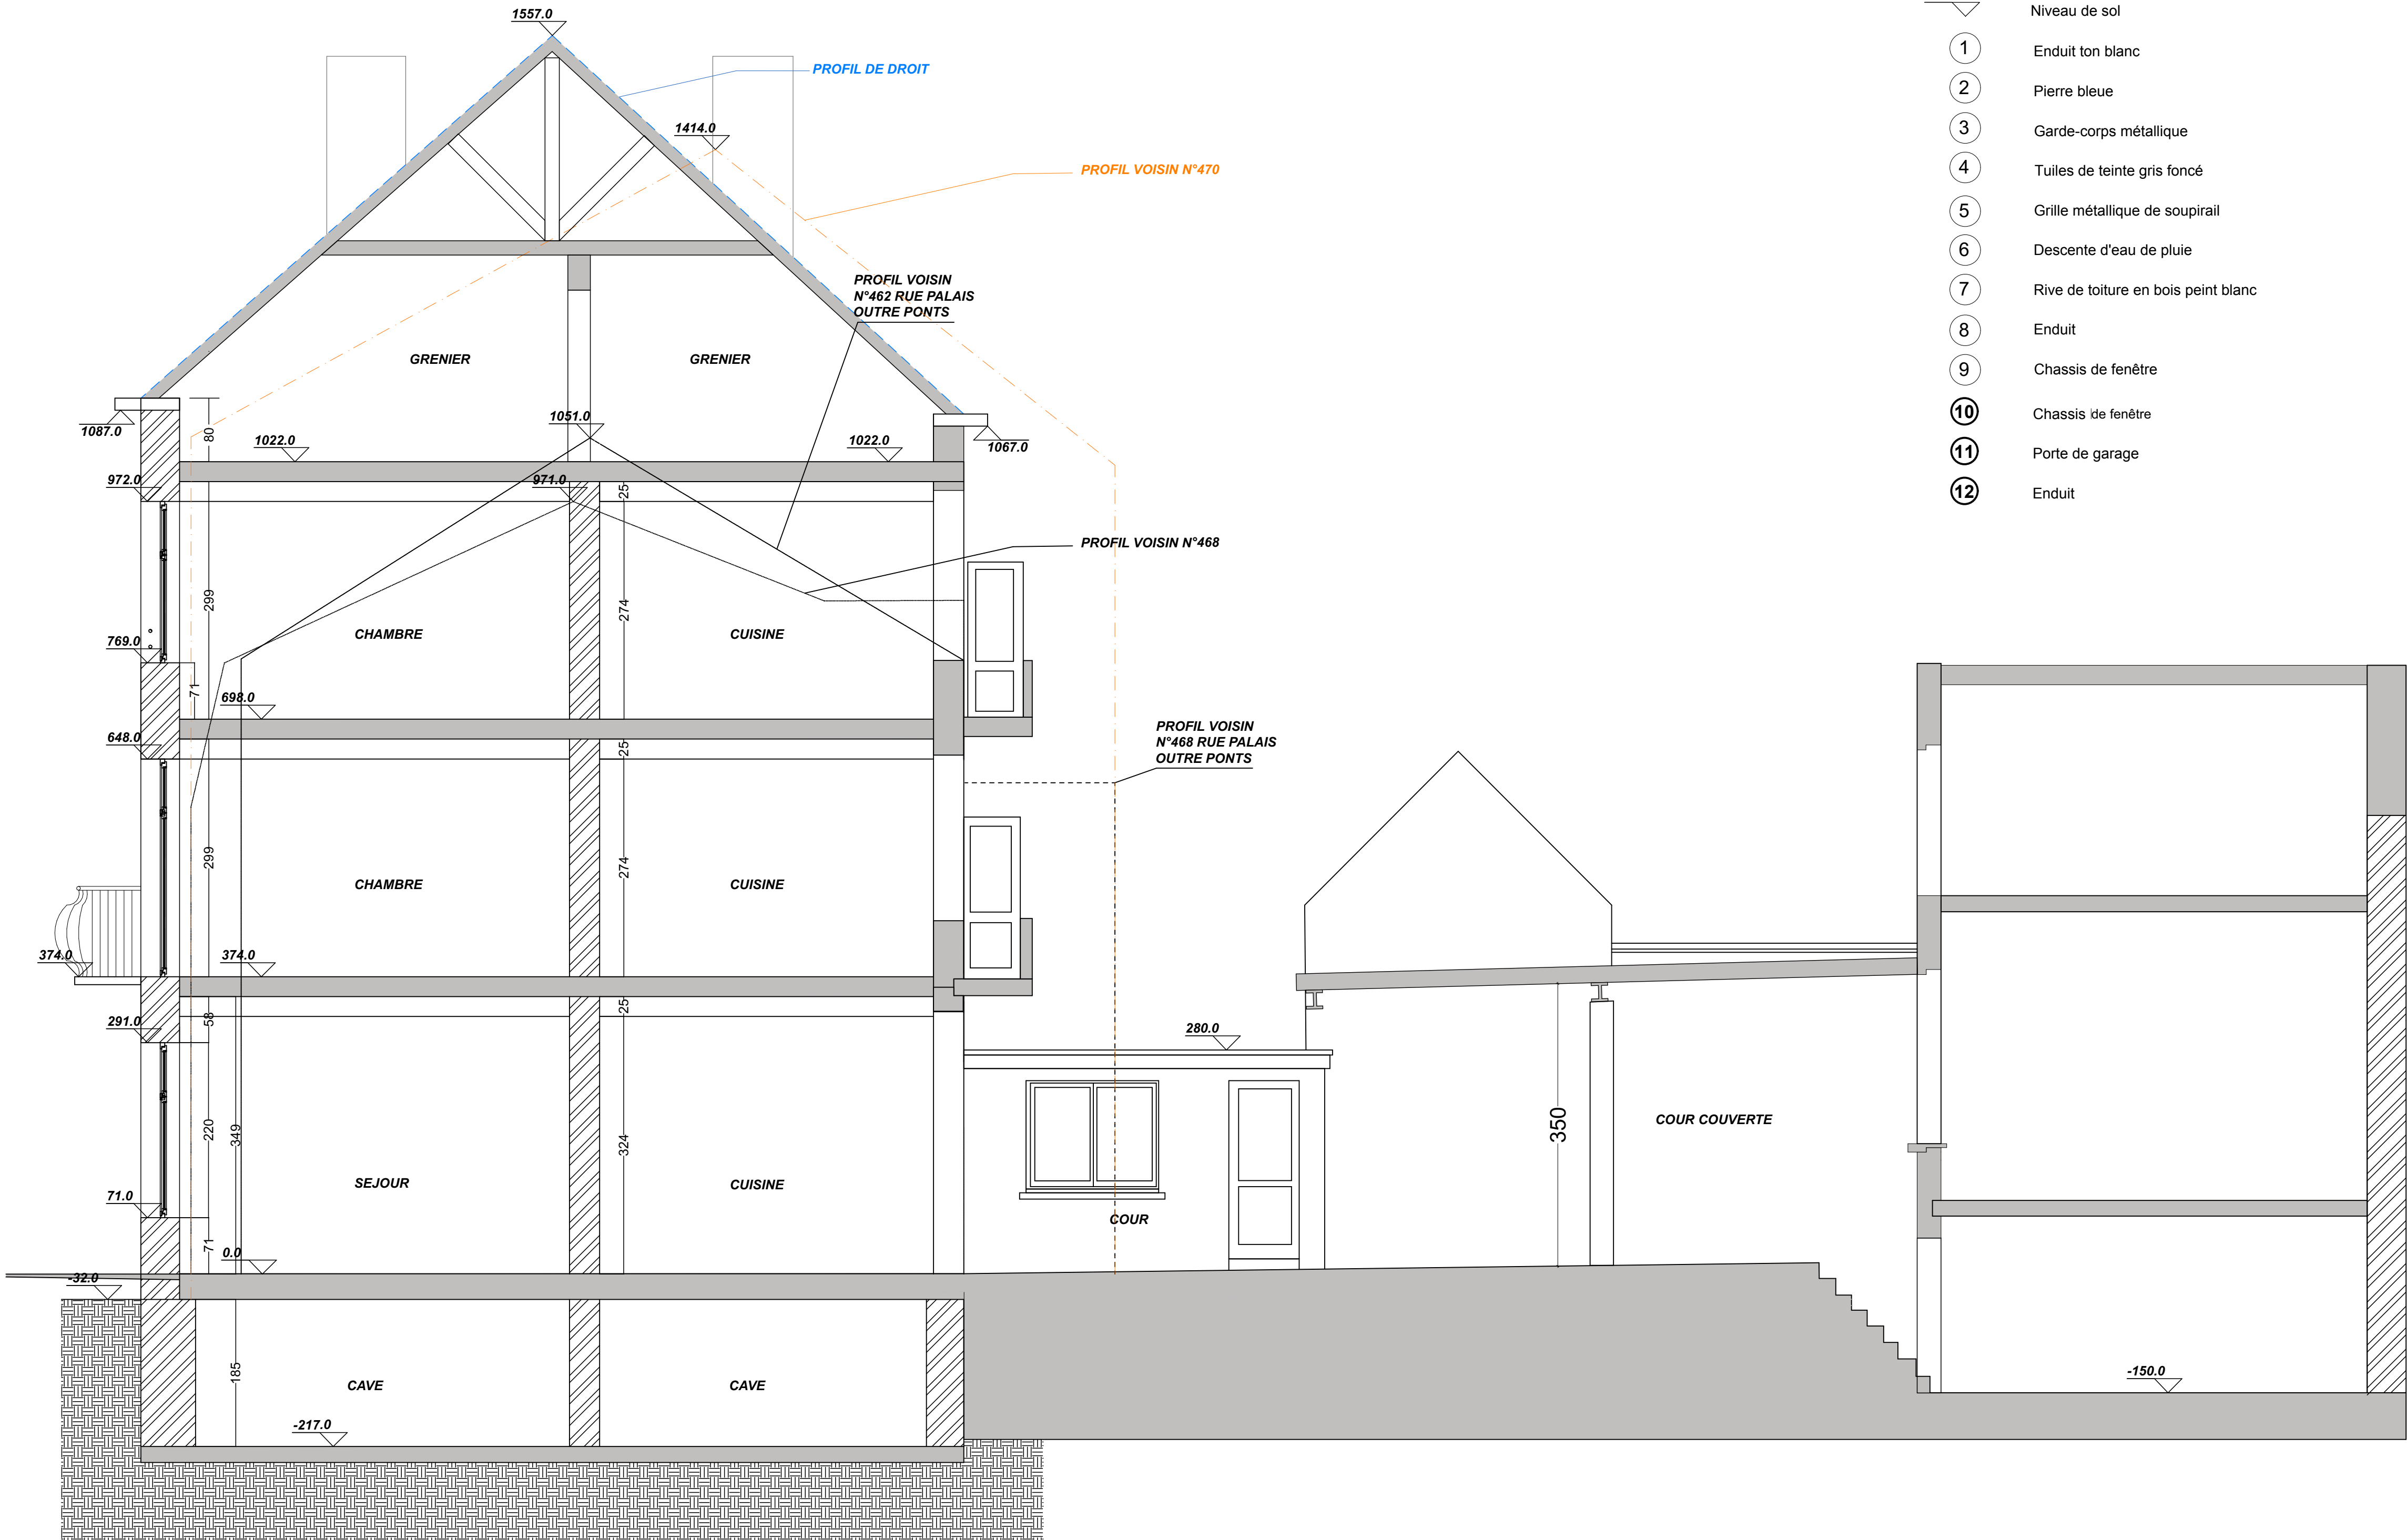 1557.0
PROFIL DE DROIT
1414.0
PROFIL VOISIN N°470
PROFIL VOISIN
N°462 RUE PALAIS
OUTRE PONTS
GRENIER
GRENIER
1087.0
80
1051.0
1022.0
1022.0
1067.0
972.0
971.0
25
PROFIL VOISIN N°468
299
274
CHAMBRE
CUISINE
769.0
71
698.0
648.0
25
PROFIL VOISIN
N°468 RUE PALAIS
OUTRE PONTS
299
274
CHAMBRE
CUISINE
374.0
374.0
291.0
58
25
280.0
220
349
324
350
COUR COUVERTE
SEJOUR
CUISINE
71.0
COUR
71
0.0
-32.0
185
CAVE
CAVE
-217.0
-150.0
Niveau de sol
1 Enduit ton blanc
2 Pierre bleue
3 Garde-corps métallique
4 Tuiles de teinte gris foncé
5 Grille métallique de soupirail
6 Descente d'eau de pluie
7 Rive de toiture en bois peint blanc
8 Enduit
9 Chassis de fenêtre
10 Chassis de fenêtre
11 Porte de garage
12 Enduit